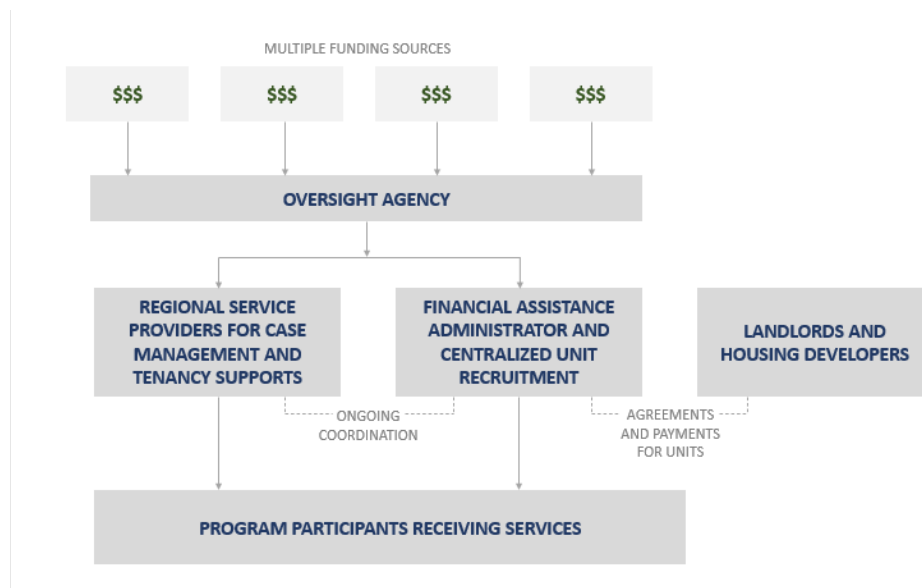 MULTIPLE FUNDING SOURCES
$$$
$$$
$$$
$$$
OVERSIGHT AGENCY
REGIONAL SERVICE
PROVIDERS FOR CASE
MANAGEMENT AND
TENANCY SUPPORTS
FINANCIAL ASSISTANCE
ADMINISTRATOR AND
CENTRALIZED UNIT
RECRUITMENT
LANDLORDS AND
HOUSING DEVELOPERS
ONGOING
COORDINATION
AGREEMENTS
AND PAYMENTS
FOR UNITS
PROGRAM PARTICIPANTS RECEIVING SERVICES